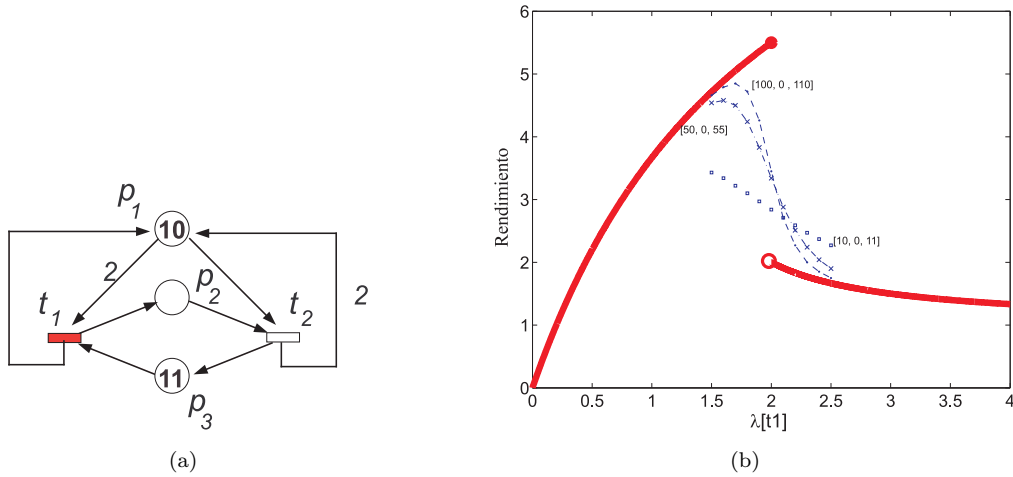 p1
10
2
p2
t1
t2
2
11
p3
(a)
Rendimiento
6
5
4
3
2
1
0
[100, 0 , 110]
[50, 0, 55]
[10, 0, 11]
0
0.5
1
1.5
2
2.5
3
3.5
4
λ[t1]
(b)